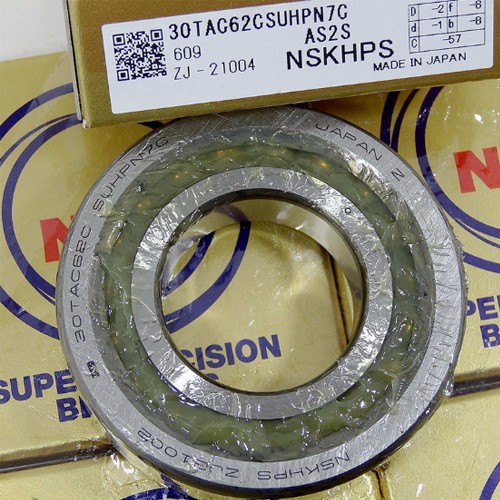 30TAC62CSUHPN7C
AS2S
609
ZJ-21004
NSKHPS
MADE IN JAPAN
D -2 f -8
d -1 b -8
C -57
30TAC62C SUHPN7C
JAPAN Z
NSKHPS ZJ21002
SUPER PRECISION